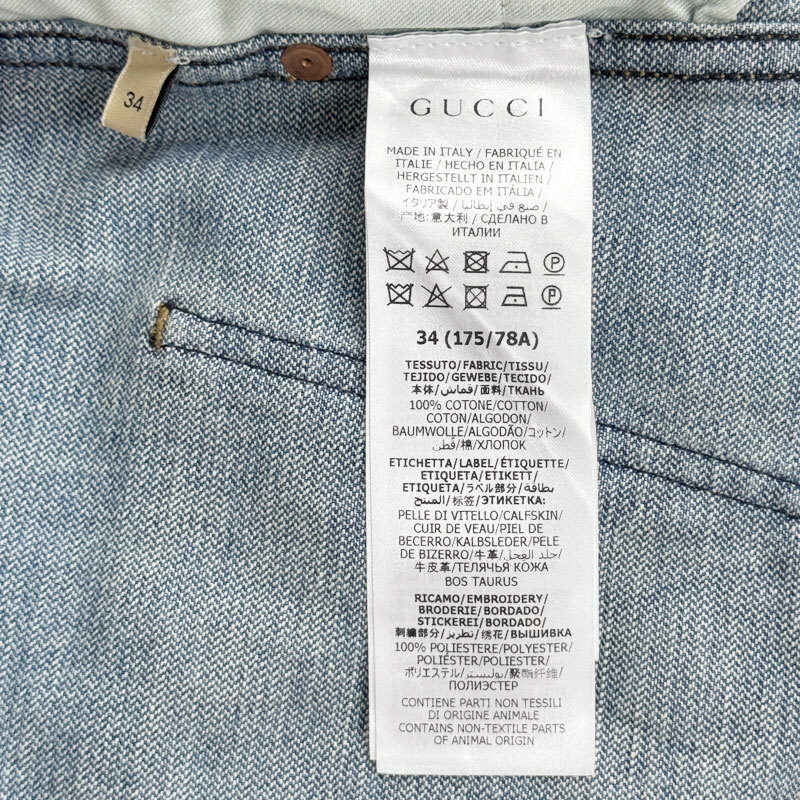 34
GUCCI
MADE IN ITALY / FABRIQUÉ EN
ITALIE / HECHO EN ITALIA /
HERGESTELLT IN ITALIEN /
FABRICADO EM ITÁLIA /
イタリア製 / صنع في إيطاليا /
产地:意大利 / СДЕЛАНО В
ИТАЛИИ
P
P
34 (175/78A)
TESSUTO/FABRIC/TISSU/
TEJIDO/GEWEBE/TECIDO/
本体/قماش/面料/ТКАНЬ
100% COTONE/COTTON/
COTON/ALGODON/
BAUMWOLLE/ALGODÃO/コットン/
قطن/棉/ХЛОПОК
ETICHETTA/LABEL/ÉTIQUETTE/
ETIQUETA/ETIKETT/
ETIQUETA/ラベル部分/بطاقة
المنتج/标签/ЭТИКЕТКА:
PELLE DI VITELLO/CALFSKIN/
CUIR DE VEAU/PIEL DE
BECERRO/KALBSLEDER/PELE
DE BIZERRO/牛革/جلد العجل/
牛皮革/ТЕЛЯЧЬЯ КОЖА
BOS TAURUS
RICAMO/EMBROIDERY/
BRODERIE/BORDADO/
STICKEREI/BORDADO/
刺繍部分/تطريز/绣花/ВЫШИВКА
100% POLIESTERE/POLYESTER/
POLIÉSTER/POLIESTER/
ポリエステル/بوليستر/聚酯纤维/
ПОЛИЭСТЕР
CONTIENE PARTI NON TESSILI
DI ORIGINE ANIMALE
CONTAINS NON-TEXTILE PARTS
OF ANIMAL ORIGIN